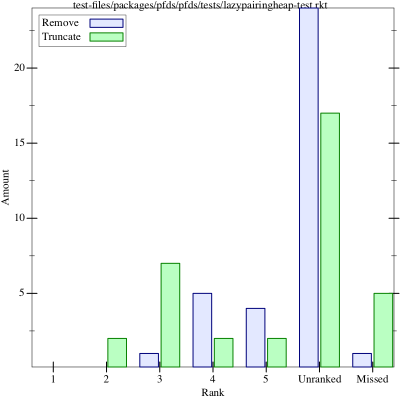 test-files/packages/pfds/pfds/tests/lazypairingheap-test.rkt
Remove
Truncate
20
15
10
5
Amount
1 2 3 4 5 Unranked Missed
Rank